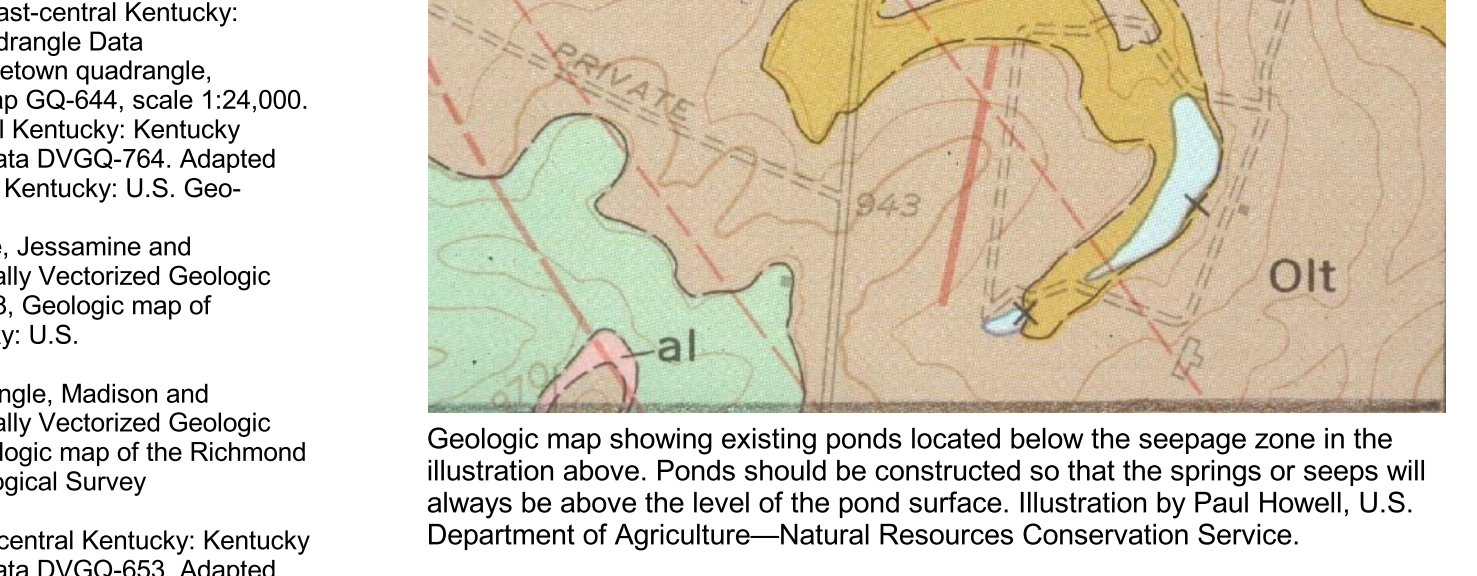 ast-central Kentucky:
drangle Data
etown quadrangle,
ap GQ-644, scale 1:24,000.
l Kentucky: Kentucky
ata DVGQ-764. Adapted
Kentucky: U.S. Geo-
e, Jessamine and
ally Vectorized Geologic
3, Geologic map of
ky: U.S.
ngle, Madison and
ally Vectorized Geologic
logic map of the Richmond
ogical Survey
central Kentucky: Kentucky
ata DVGQ-653. Adapted
PRIVATE
943
Olt
al
970
Geologic map showing existing ponds located below the seepage zone in the
illustration above. Ponds should be constructed so that the springs or seeps will
always be above the level of the pond surface. Illustration by Paul Howell, U.S.
Department of Agriculture—Natural Resources Conservation Service.